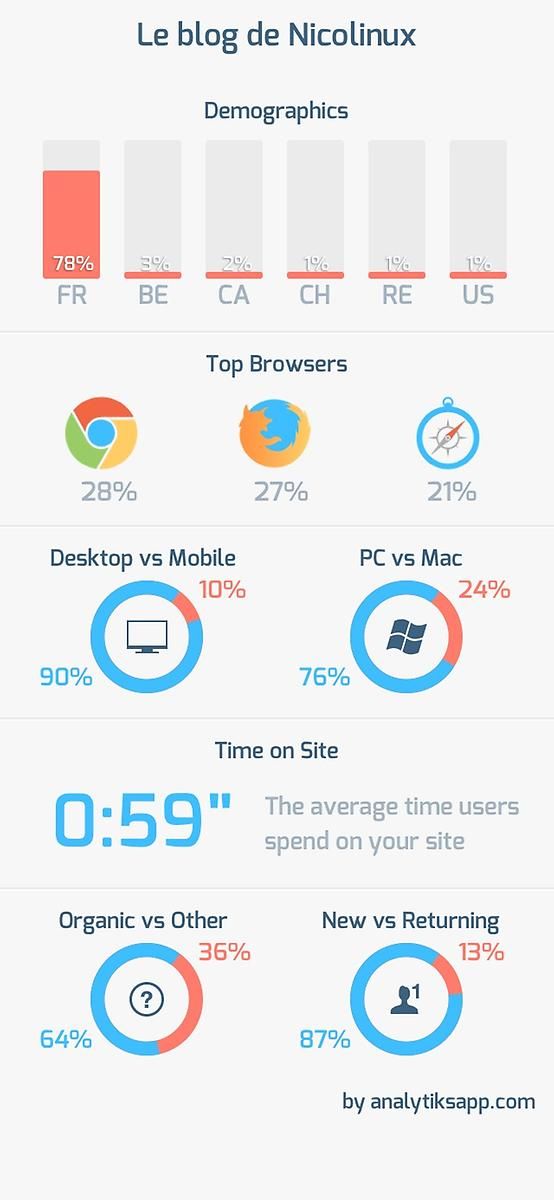 Le blog de Nicolinux
Demographics
78% 3% 2% 1% 1% 1%
FR BE CA CH RE US
Top Browsers
28% 27% 21%
Desktop vs Mobile
10%
90%
PC vs Mac
24%
76%
Time on Site
0:59"
The average time users
spend on your site
Organic vs Other
36%
?
64%
New vs Returning
13%
1
87%
by analytiksapp.com